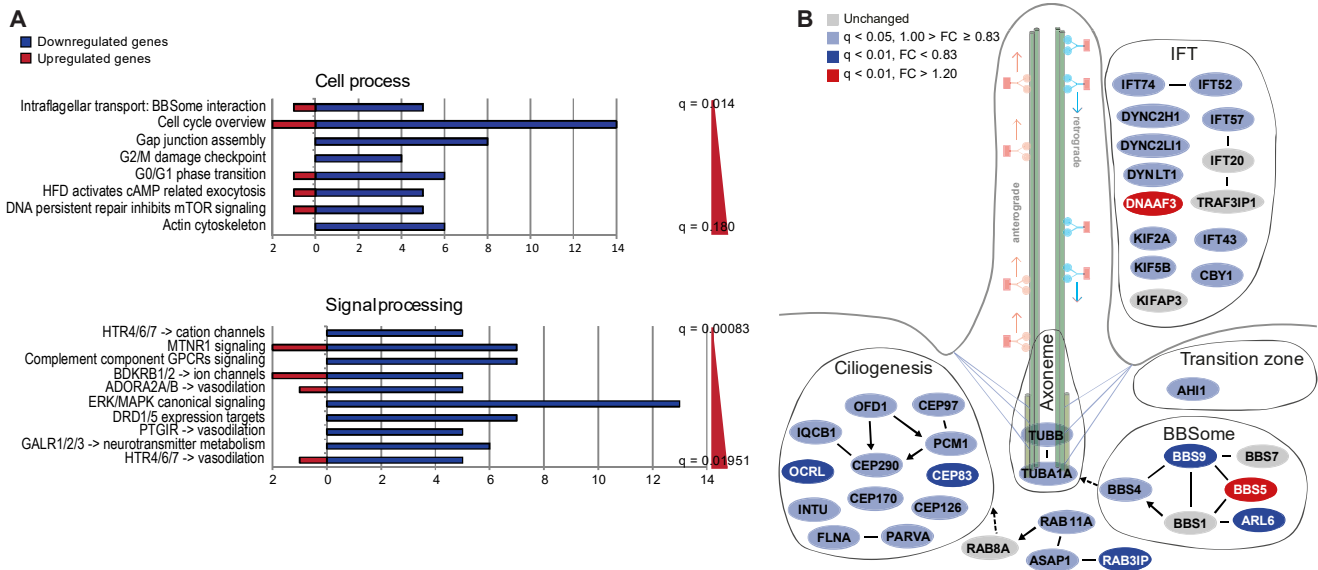 A
Downregulated genes
Upregulated genes
Cell process
Intraflagellar transport: BBSome interaction
Cell cycle overview
Gap junction assembly
G2/M damage checkpoint
G0/G1 phase transition
HFD activates cAMP related exocytosis
DNA persistent repair inhibits mTOR signaling
Actin cytoskeleton
2 0 2 4 6 8 10 12 14
q = 0.014
q = 0.180
Signal processing
HTR4/6/7 -> cation channels
MTNR1 signaling
Complement component GPCRs signaling
BDKRB1/2 -> ion channels
ADORA2A/B -> vasodilation
ERK/MAPK canonical signaling
DRD1/5 expression targets
PTGIR -> vasodilation
GALR1/2/3 -> neurotransmitter metabolism
HTR4/6/7 -> vasodilation
2 0 2 4 6 8 10 12 14
q = 0.00083
q = 0.01951
B
Unchanged
q < 0.05, 1.00 > FC ≥ 0.83
q < 0.01, FC < 0.83
q < 0.01, FC > 1.20
anterograde
retrograde
IFT
IFT74
IFT52
DYNC2H1
IFT57
DYNC2LI1
IFT20
DYNLT1
DNAAF3
TRAF3IP1
KIF2A
IFT43
KIF5B
CBY1
KIFAP3
Transition zone
AHI1
Axoneme
TUBB
TUBA1A
Ciliogenesis
OFD1
CEP97
IQCB1
PCM1
OCRL
CEP290
CEP83
INTU
CEP170
CEP126
FLNA
PARVA
BBSome
BBS9
BBS7
BBS4
BBS5
BBS1
ARL6
RAB11A
RAB8A
ASAP1
RAB3IP